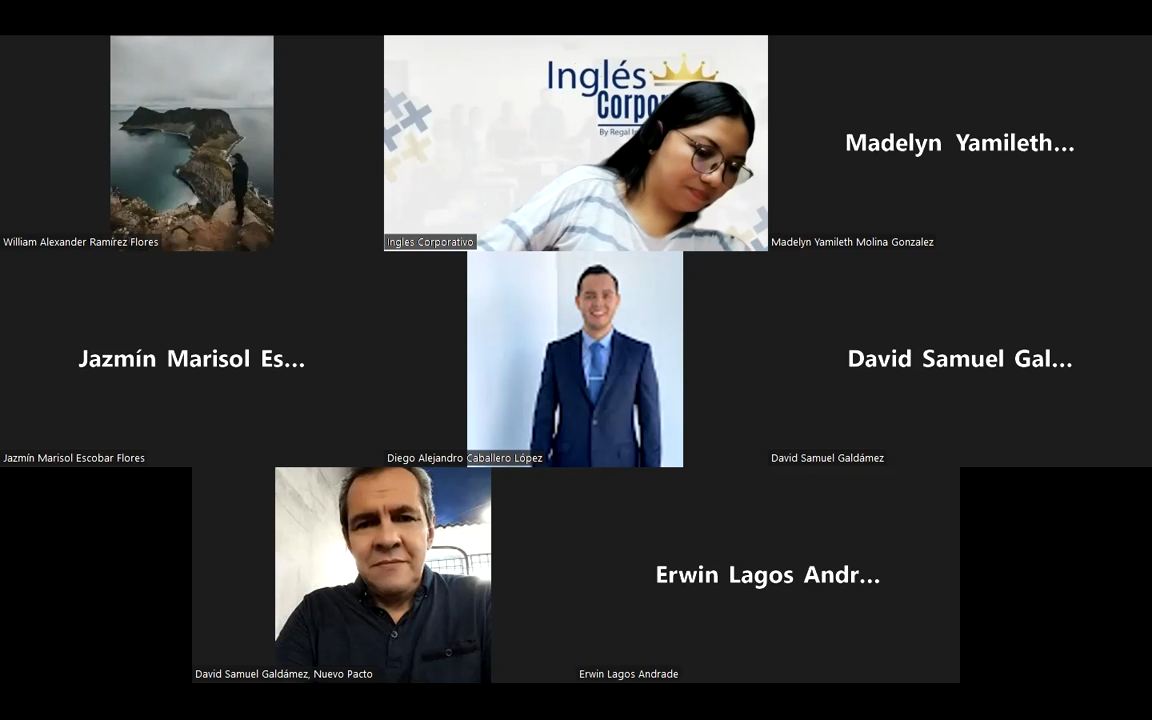 Inglés
Corpo
By Regal In
Madelyn Yamileth...
William Alexander Ramírez Flores
Ingles Corporativo
Madelyn Yamileth Molina Gonzalez
Jazmín Marisol Es...
David Samuel Gal...
Jazmín Marisol Escobar Flores
Diego Alejandro Caballero López
David Samuel Galdámez
Erwin Lagos Andr...
David Samuel Galdámez, Nuevo Pacto
Erwin Lagos Andrade